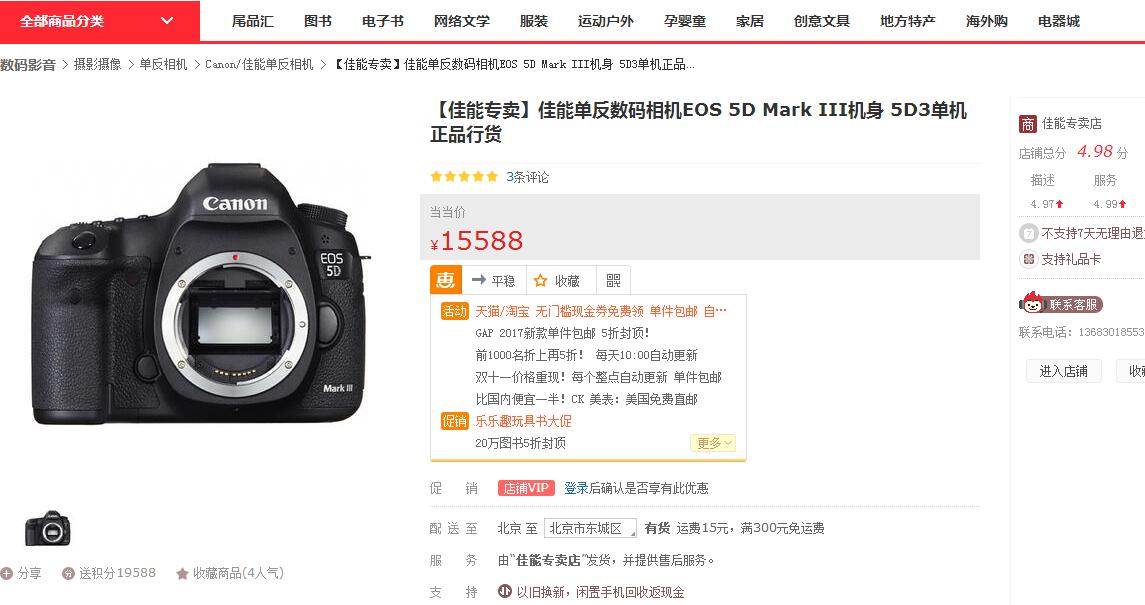 全部商品分类
尾品汇 图书 电子书 网络文学 服装 运动户外 孕婴童 家居 创意文具 地方特产 海外购 电器城
数码影音 > 摄影摄像 > 单反相机 > Canon/佳能单反相机 > 【佳能专卖】佳能单反数码相机EOS 5D Mark III机身 5D3单机正品...
Canon
EOS
5D
Mark III
分享 送积分19588 收藏商品(4人气)
【佳能专卖】佳能单反数码相机EOS 5D Mark III机身 5D3单机
正品行货
3条评论
当当价
¥15588
惠 平稳 收藏
活动 天猫/淘宝 无门槛现金券免费领 单件包邮 自…
GAP 2017新款单件包邮 5折封顶!
前1000名折上再5折! 每天10:00自动更新
双十一价格重现! 每个整点自动更新 单件包邮
比国内便宜一半! CK 美表: 美国免费直邮
促销 乐乐趣玩具书大促
20万图书5折封顶 更多
促 销 店铺VIP 登录后确认是否享有此优惠
配送至 北京 至 北京市东城区 有货 运费15元，满300元免运费
服 务 由“佳能专卖店”发货，并提供售后服务。
支 持 以旧换新，闲置手机回收返现金
商 佳能专卖店
店铺总分 4.98 分
描述 服务
4.97 4.99
7 不支持7天无理由退
支持礼品卡
联系客服
联系电话: 13683018553
进入店铺 收